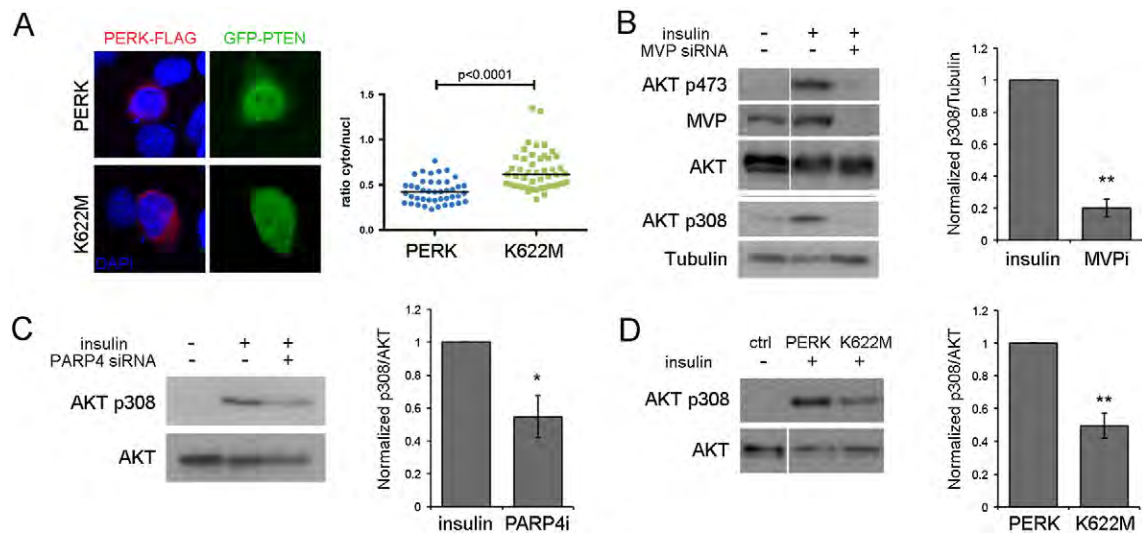 A
PERK-FLAG
GFP-PTEN
PERK
K622M
DAPI
p<0.0001
ratio cyto/nucl
1.5
1.0
0.5
0.0
PERK K622M
B
insulin - + +
MVP siRNA - - +
AKT p473
MVP
AKT
AKT p308
Tubulin
Normalized p308/Tubulin
1.2
1
0.8
0.6
0.4
0.2
0
**
insulin MVPi
C
insulin - + +
PARP4 siRNA - - +
AKT p308
AKT
Normalized p308/AKT
1.2
1
0.8
0.6
0.4
0.2
0
*
insulin PARP4i
D
ctrl PERK K622M
insulin - + +
AKT p308
AKT
Normalized p308/AKT
1.2
1
0.8
0.6
0.4
0.2
0
**
PERK K622M